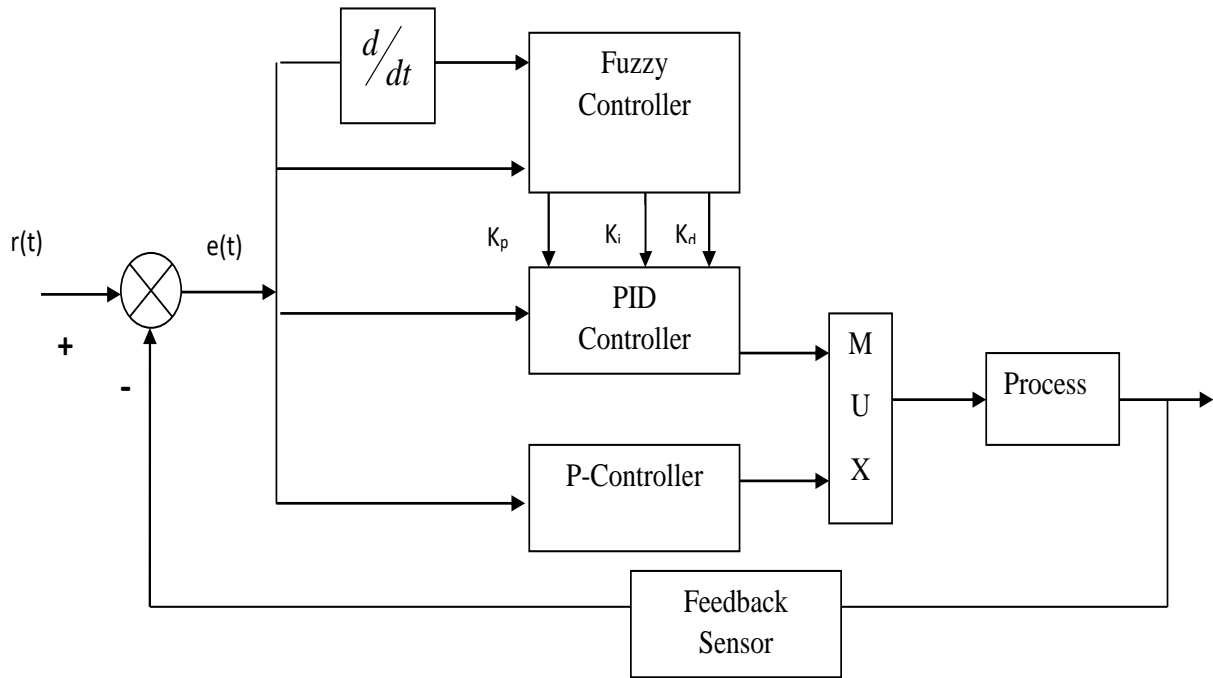 d/dt
Fuzzy
Controller
Kp
Ki
Kd
r(t)
e(t)
+
-
PID
Controller
M
U
X
Process
P-Controller
Feedback
Sensor